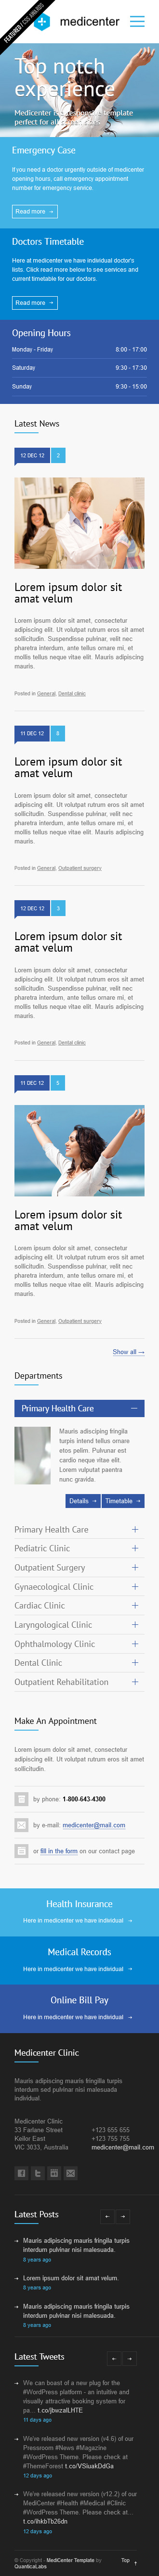 FEATURED / CSS AWARDS
medicenter
Top notch
experience
Medicenter is a responsive template
perfect for all screen sizes
Emergency Case
If you need a doctor urgently outside of medicenter
opening hours, call emergency appointment
number for emergency service.
Read more →
Doctors Timetable
Here at medicenter we have individual doctor's
lists. Click read more below to see services and
current timetable for our doctors.
Read more →
Opening Hours
Monday - Friday 8:00 - 17:00
Saturday 9:30 - 17:30
Sunday 9:30 - 15:00
Latest News
12 DEC 12 2
Lorem ipsum dolor sit
amat velum
Lorem ipsum dolor sit amet, consectetur
adipiscing elit. Ut volutpat rutrum eros sit amet
sollicitudin. Suspendisse pulvinar, velit nec
pharetra interdum, ante tellus ornare mi, et
mollis tellus neque vitae elit. Mauris adipiscing
mauris.
Posted in General, Dental clinic
11 DEC 12 8
Lorem ipsum dolor sit
amat velum
Lorem ipsum dolor sit amet, consectetur
adipiscing elit. Ut volutpat rutrum eros sit amet
sollicitudin. Suspendisse pulvinar, velit nec
pharetra interdum, ante tellus ornare mi, et
mollis tellus neque vitae elit. Mauris adipiscing
mauris.
Posted in General, Outpatient surgery
12 DEC 12 3
Lorem ipsum dolor sit
amat velum
Lorem ipsum dolor sit amet, consectetur
adipiscing elit. Ut volutpat rutrum eros sit amet
sollicitudin. Suspendisse pulvinar, velit nec
pharetra interdum, ante tellus ornare mi, et
mollis tellus neque vitae elit. Mauris adipiscing
mauris.
Posted in General, Dental clinic
11 DEC 12 5
Lorem ipsum dolor sit
amat velum
Lorem ipsum dolor sit amet, consectetur
adipiscing elit. Ut volutpat rutrum eros sit amet
sollicitudin. Suspendisse pulvinar, velit nec
pharetra interdum, ante tellus ornare mi, et
mollis tellus neque vitae elit. Mauris adipiscing
mauris.
Posted in General, Outpatient surgery
Show all →
Departments
Primary Health Care
Mauris adisciping fringila
turpis intend tellus ornare
etos pelim. Pulvunar est
cardio neque vitae elit.
Lorem vulputat paentra
nunc gravida.
Details → Timetable →
Primary Health Care
Pediatric Clinic
Outpatient Surgery
Gynaecological Clinic
Cardiac Clinic
Laryngological Clinic
Ophthalmology Clinic
Dental Clinic
Outpatient Rehabilitation
Make An Appointment
Lorem ipsum dolor sit amat, consectetur
adipiscing elit. Ut volutpat rutrum eros sit amet
sollicitudin.
by phone: 1-800-643-4300
by e-mail: medicenter@mail.com
or fill in the form on our contact page
Health Insurance
Here in medicenter we have individual →
Medical Records
Here in medicenter we have individual →
Online Bill Pay
Here in medicenter we have individual →
Medicenter Clinic
Mauris adipiscing mauris fringilla turpis
interdum sed pulvinar nisi malesuada
individual.
Medicenter Clinic
33 Farlane Street +123 655 655
Keilor East +123 755 755
VIC 3033, Australia medicenter@mail.com
Latest Posts ← →
Mauris adipiscing mauris fringilla turpis
interdum pulvinar nisi malesuada.
8 years ago
Lorem ipsum dolor sit amat velum.
8 years ago
Mauris adipiscing mauris fringilla turpis
interdum pulvinar nisi malesuada.
8 years ago
Latest Tweets ← →
We can boast of a new plug for the
#WordPress platform - an intuitive and
visually attractive booking system for
pa…
11 days ago
We've released new version (v4.6) of our
Pressroom #News #Magazine
#WordPress Theme. Please check at
#ThemeForest
12 days ago
We've released new version (v12.2) of our
MediCenter #Health #Medical #Clinic
#WordPress Theme. Please check at…
12 days ago
© Copyright - MediCenter Template by Top ↑
QuanticaLabs